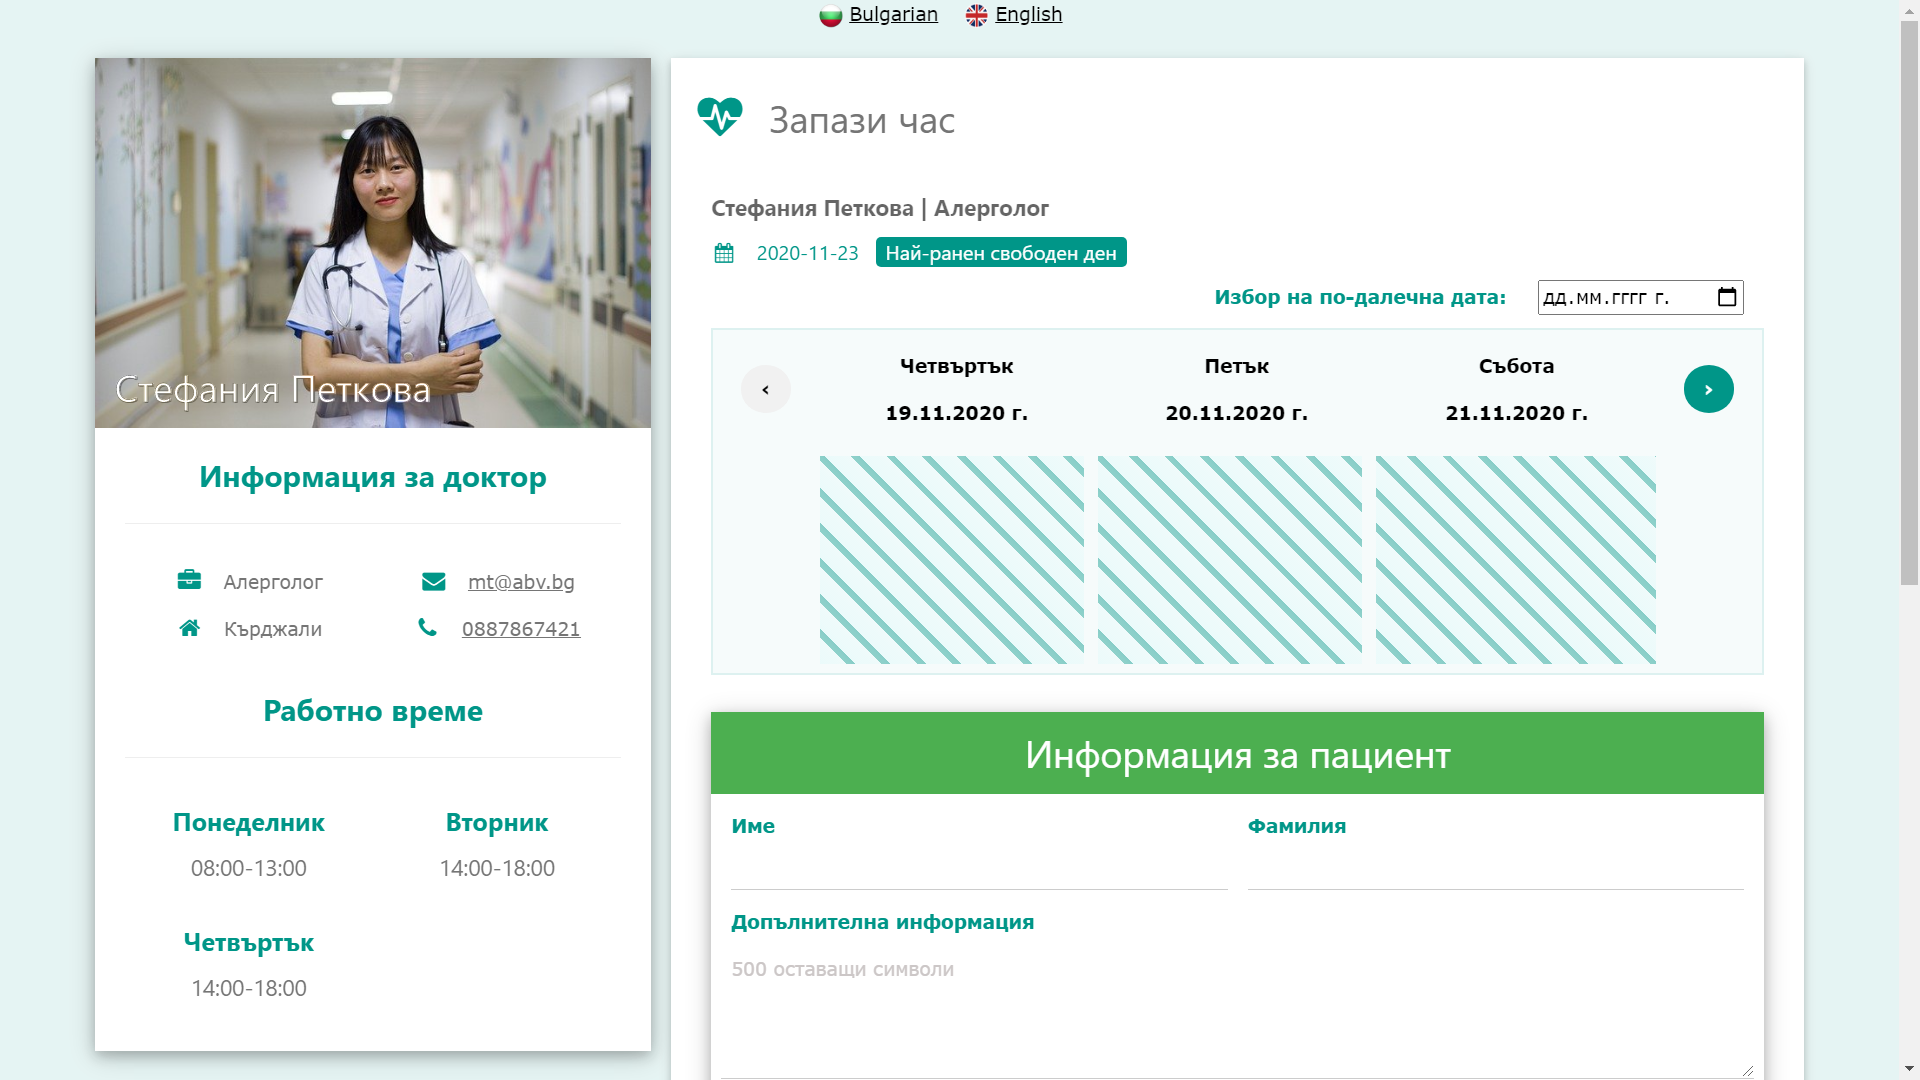 Bulgarian English
Стефания Петкова
Информация за доктор
Алерголог mt@abv.bg
Кърджали 0887867421
Работно време
Понеделник Вторник
08:00-13:00 14:00-18:00
Четвъртък
14:00-18:00
Запази час
Стефания Петкова | Алерголог
2020-11-23 Най-ранен свободен ден
Избор на по-далечна дата: дд.мм.гггг г.
‹ Четвъртък Петък Събота ›
19.11.2020 г. 20.11.2020 г. 21.11.2020 г.
Информация за пациент
Име Фамилия
Допълнителна информация
500 оставащи символи